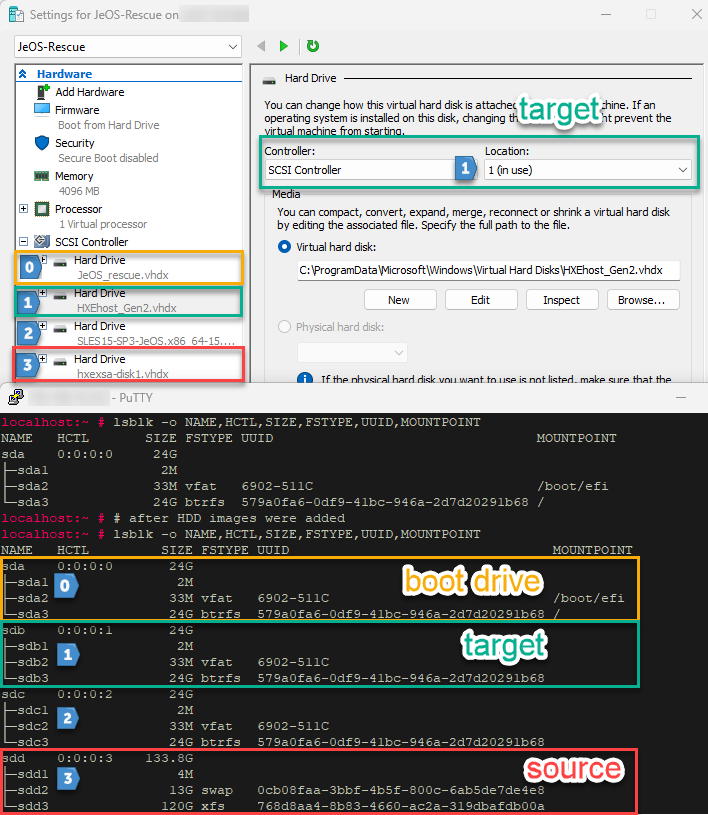 Settings for JeOS-Rescue on
JeOS-Rescue
Hardware
Add Hardware
Firmware
Boot from Hard Drive
Security
Secure Boot disabled
Memory
4096 MB
Processor
1 Virtual processor
SCSI Controller
0 Hard Drive
JeOS_rescue.vhdx
1 Hard Drive
HXEhost_Gen2.vhdx
2 Hard Drive
SLES15-SP3-JeOS.x86_64-15....
3 Hard Drive
hxexsa-disk1.vhdx
Hard Drive
You can change how this virtual hard disk is attached
target
machine. If an
operating system is installed on this disk, changing the
prevent the
virtual machine from starting.
Controller: Location:
SCSI Controller 1 1 (in use)
Media
You can compact, convert, expand, merge, reconnect or shrink a virtual hard disk
by editing the associated file. Specify the full path to the file.
Virtual hard disk:
C:\ProgramData\Microsoft\Windows\Virtual Hard Disks\HXEhost_Gen2.vhdx
New Edit Inspect Browse...
Physical hard disk:
If the physical hard disk you want to use is not listed, make sure that the
- PuTTY
localhost:~ # lsblk -o NAME,HCTL,SIZE,FSTYPE,UUID,MOUNTPOINT
NAME HCTL SIZE FSTYPE UUID MOUNTPOINT
sda 0:0:0:0 24G
├─sda1 2M
├─sda2 33M vfat 6902-511C /boot/efi
└─sda3 24G btrfs 579a0fa6-0df9-41bc-946a-2d7d20291b68 /
localhost:~ # # after HDD images were added
localhost:~ # lsblk -o NAME,HCTL,SIZE,FSTYPE,UUID,MOUNTPOINT
NAME HCTL SIZE FSTYPE UUID MOUNTPOINT
sda 0:0:0:0 24G
├─sda1 0 2M boot drive
├─sda2 33M vfat 6902-511C /boot/efi
└─sda3 24G btrfs 579a0fa6-0df9-41bc-946a-2d7d20291b68 /
sdb 0:0:0:1 24G
├─sdb1 1 2M target
├─sdb2 33M vfat 6902-511C
└─sdb3 24G btrfs 579a0fa6-0df9-41bc-946a-2d7d20291b68
sdc 0:0:0:2 24G
├─sdc1 2 2M
├─sdc2 33M vfat 6902-511C
└─sdc3 24G btrfs 579a0fa6-0df9-41bc-946a-2d7d20291b68
sdd 0:0:0:3 133.8G
├─sdd1 3 4M source
├─sdd2 13G swap 0cb08faa-3bbf-4b5f-800c-6ab5de7de4e8
└─sdd3 120G xfs 768d8aa4-8b83-4660-ac2a-319dbafdb00a